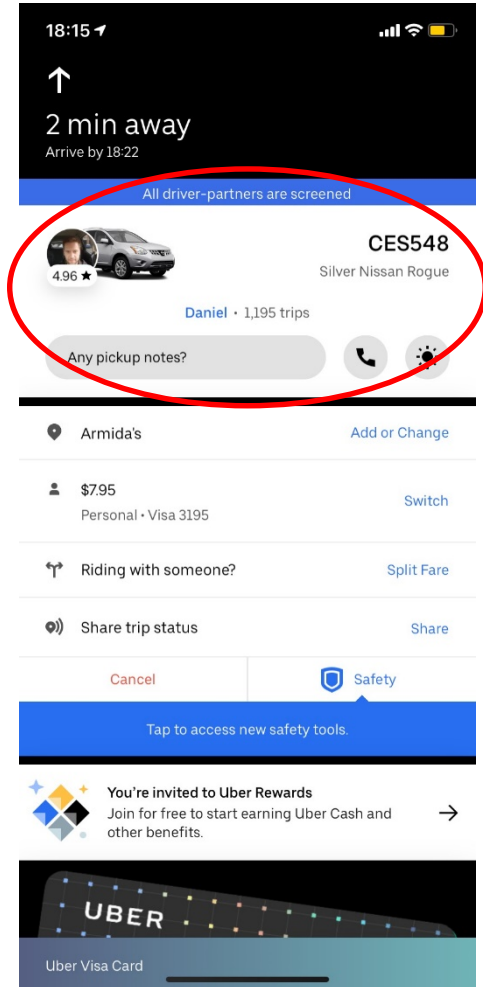 18:15
2 min away
Arrive by 18:22
All driver-partners are screened
CES548
4.96 ★
Silver Nissan Rogue
Daniel • 1,195 trips
Any pickup notes?
Armida's Add or Change
$7.95
Personal • Visa 3195
Switch
Riding with someone? Split Fare
Share trip status Share
Cancel Safety
Tap to access new safety tools.
You're invited to Uber Rewards
Join for free to start earning Uber Cash and
other benefits.
UBER
Uber Visa Card